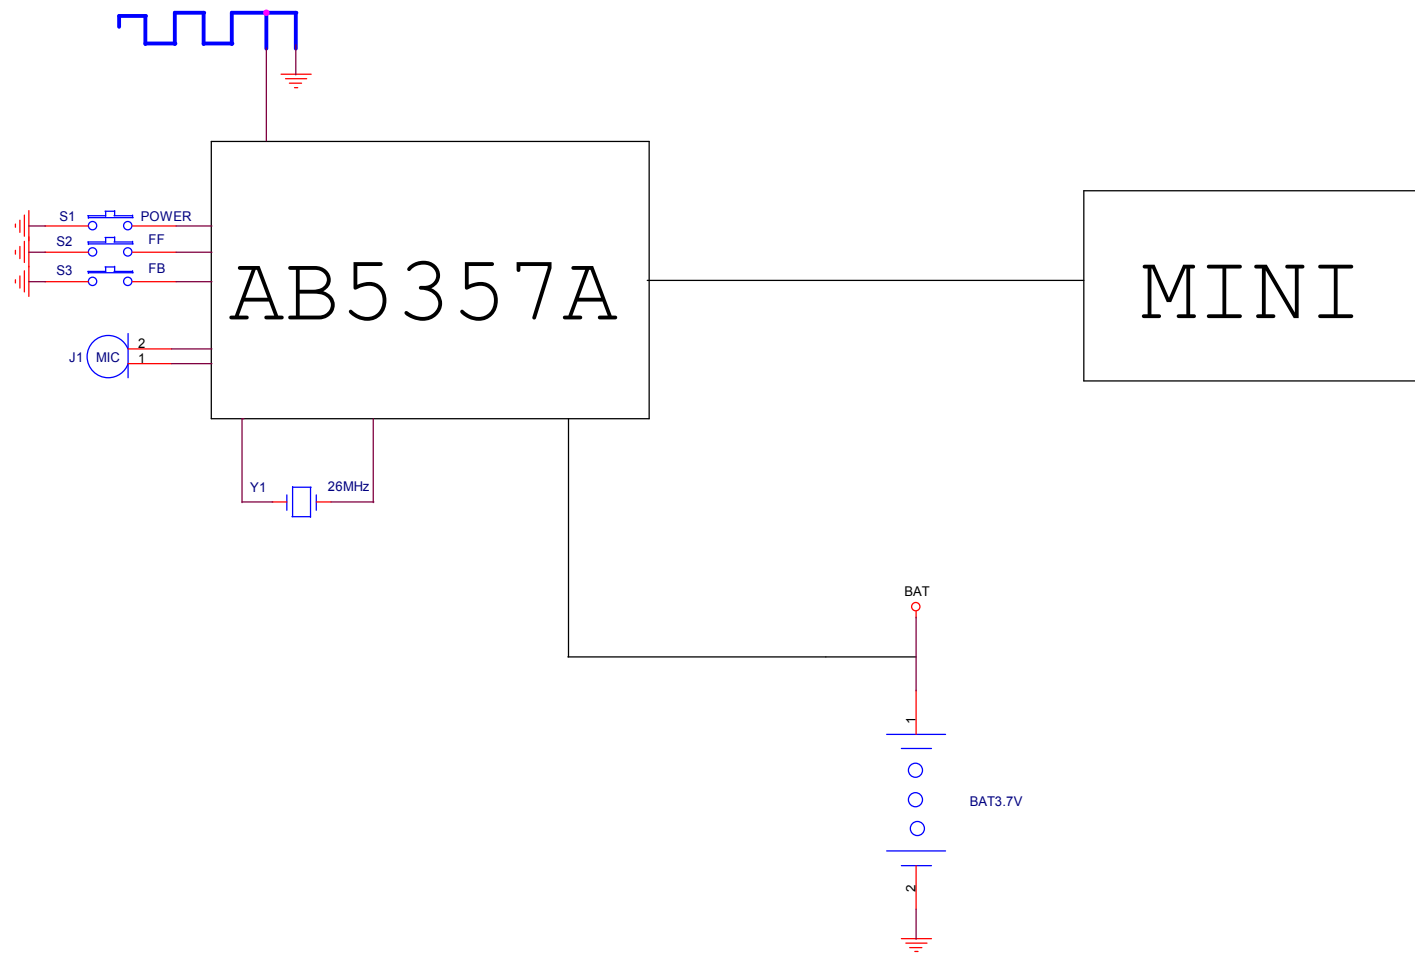 S1 POWER
S2 FF
S3 FB
AB5357A
MINI
2
J1 MIC 1
Y1 26MHz
BAT
1
BAT3.7V
2